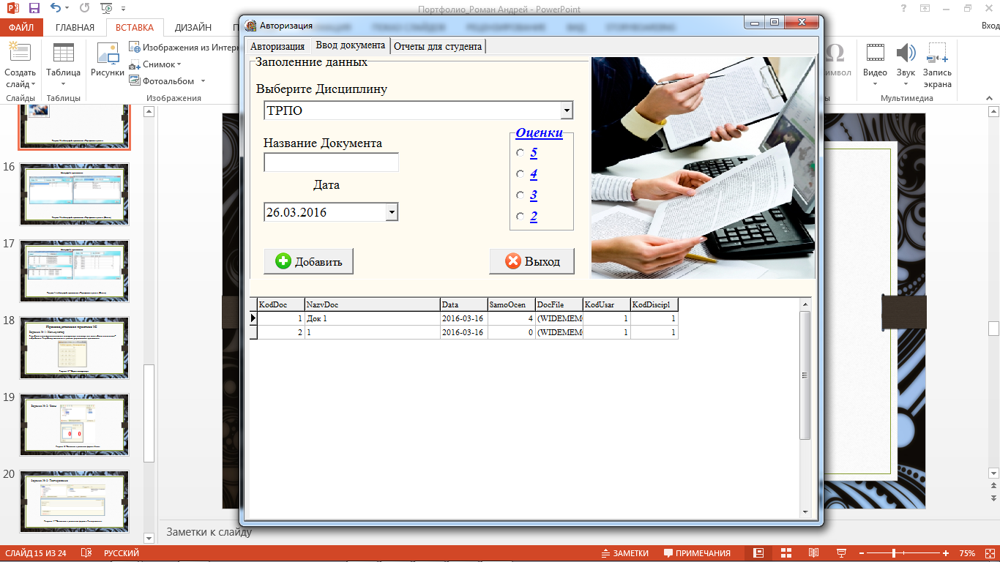 Портфолио_Роман Андрей - PowerPoint
ФАЙЛ
ГЛАВНАЯ
ВСТАВКА
ДИЗАЙН
Вход
Создать слайд
Таблица
Рисунки
Изображения из
Снимок
Фотоальбом
Видео
Звук
Запись экрана
Слайды
Таблицы
Изображения
Мультимедиа
Авторизация
Авторизация
Ввод документа
Отчеты для студента
Заполенние данных
Выберите Дисциплину
ТРПО
Название Документа
Дата
26.03.2016
Оценки
5
4
3
2
Добавить
Выход
KodDoc NazvDoc Data SamoOcen DocFile KodUsar KodDiscipl
1 Док 1 2016-03-16 4 (WIDEMEM 1 1
2 1 2016-03-16 0 (WIDEMEM 1 1
16
17
18
19
20
Заметки к слайду
СЛАЙД 15 ИЗ 24
РУССКИЙ
ЗАМЕТКИ
ПРИМЕЧАНИЯ
75%